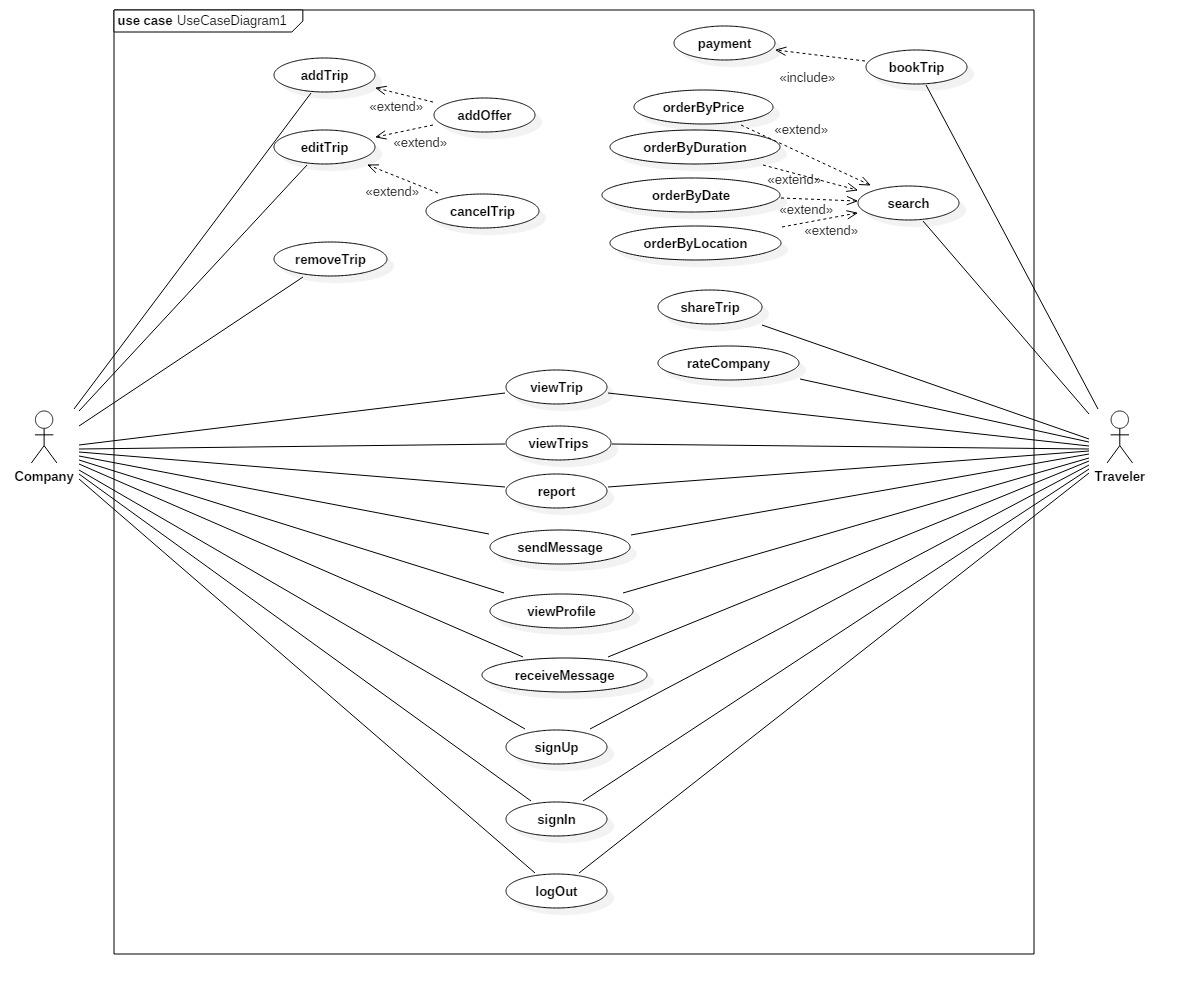 use case UseCaseDiagram1
payment
bookTrip
«include»
addTrip
«extend»
addOffer
orderByPrice
«extend»
editTrip
«extend»
orderByDuration
«extend»
«extend»
cancelTrip
orderByDate
«extend»
search
«extend»
orderByLocation
removeTrip
shareTrip
rateCompany
viewTrip
viewTrips
Company
Traveler
report
sendMessage
viewProfile
receiveMessage
signUp
signIn
logOut